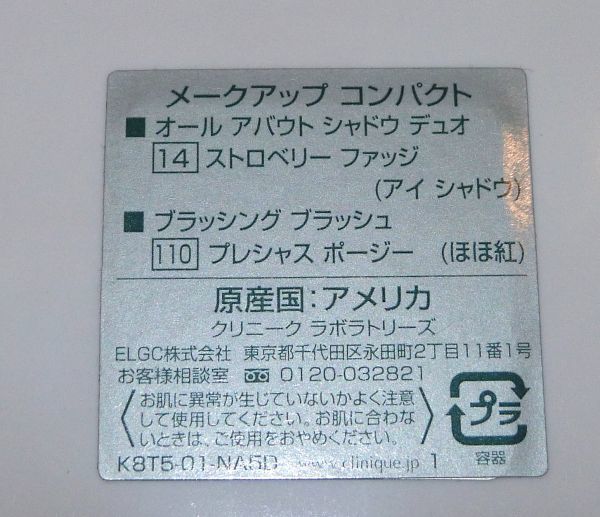 メークアップ コンパクト
■ オール アバウト シャドウ デュオ
14 ストロベリー ファッジ
(アイ シャドウ)
■ ブラッシング ブラッシュ
110 プレシャス ポージー (ほほ紅)
原産国:アメリカ
クリニーク ラボラトリーズ
ELGC株式会社 東京都千代田区永田町2丁目11番1号
お客様相談室 0120-032821
〈お肌に異常が生じていないかよく注意
して使用してください。お肌に合わな
いときは、ご使用をおやめください。〉
プラ
容器
K8T5-01-NA5D www.clinique.jp 1